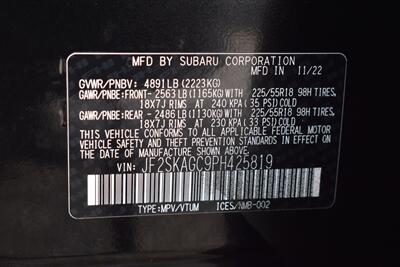 MFD. BY SUBARU CORPORATION
MFD IN 11/22
GVWR/PNBV: 4891LB (2223KG)
GAWR/PNBE:FRONT- 2563LB (1165KG) 225/55R18 98H TIRES
18X7J RIMS AT 240 KPA (35 PSI) COLD
GAWR/PNBE:REAR- 2486LB (1130KG) 225/55R18 98H TIRES
18X7J RIMS AT 230 KPA (33 PSI) COLD
THIS VEHICLE CONFORMS TO ALL APPLICABLE FEDERAL MOTOR
VEHICLE SAFETY, BUMPER, AND THEFT PREVENTION STANDARDS
IN EFFECT ON THE DATE OF MANUFACTURE SHOWN ABOVE.
VIN: JF2SKAGC9PH425819
TYPE:MPV/VTUM ICES/NMB-002